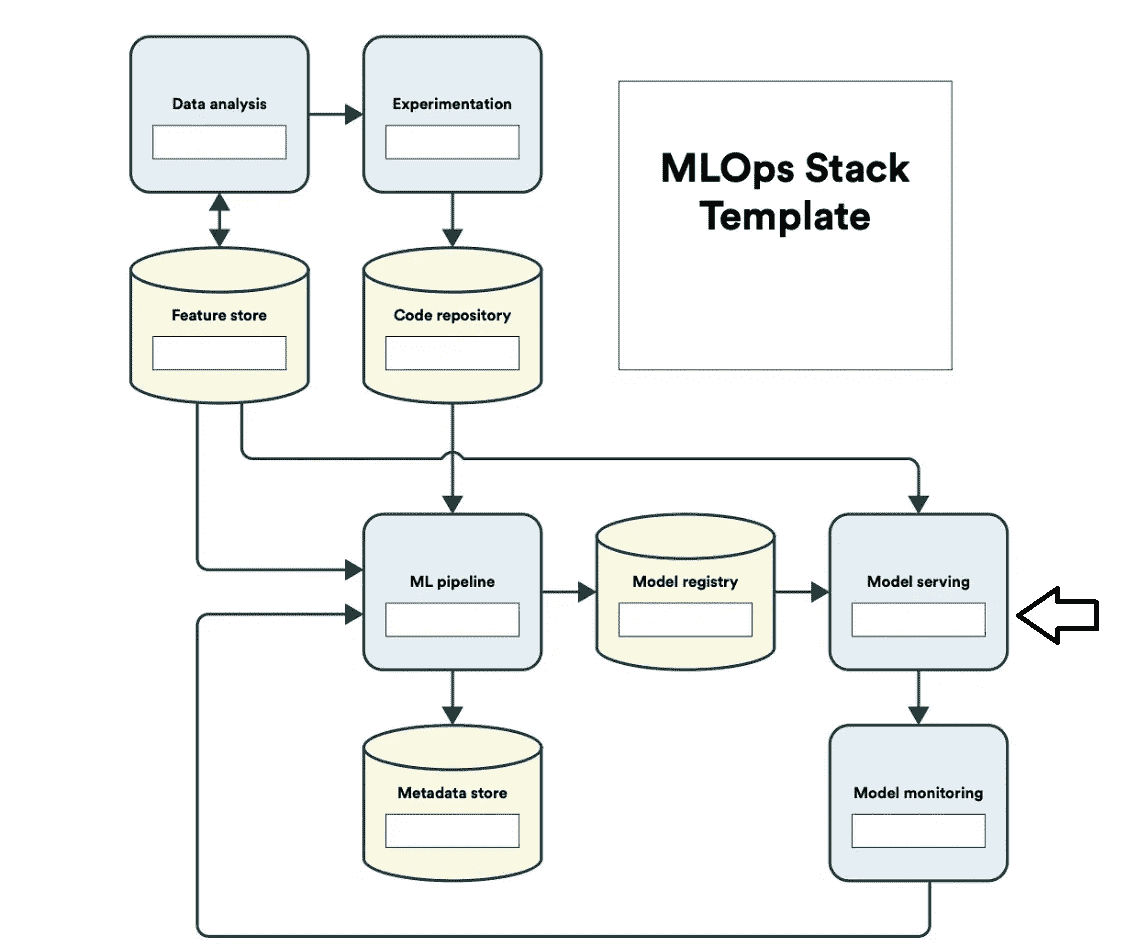 Data analysis
Experimentation
MLOps Stack
Template
Feature store
Code repository
ML pipeline
Model registry
Model serving
Metadata store
Model monitoring